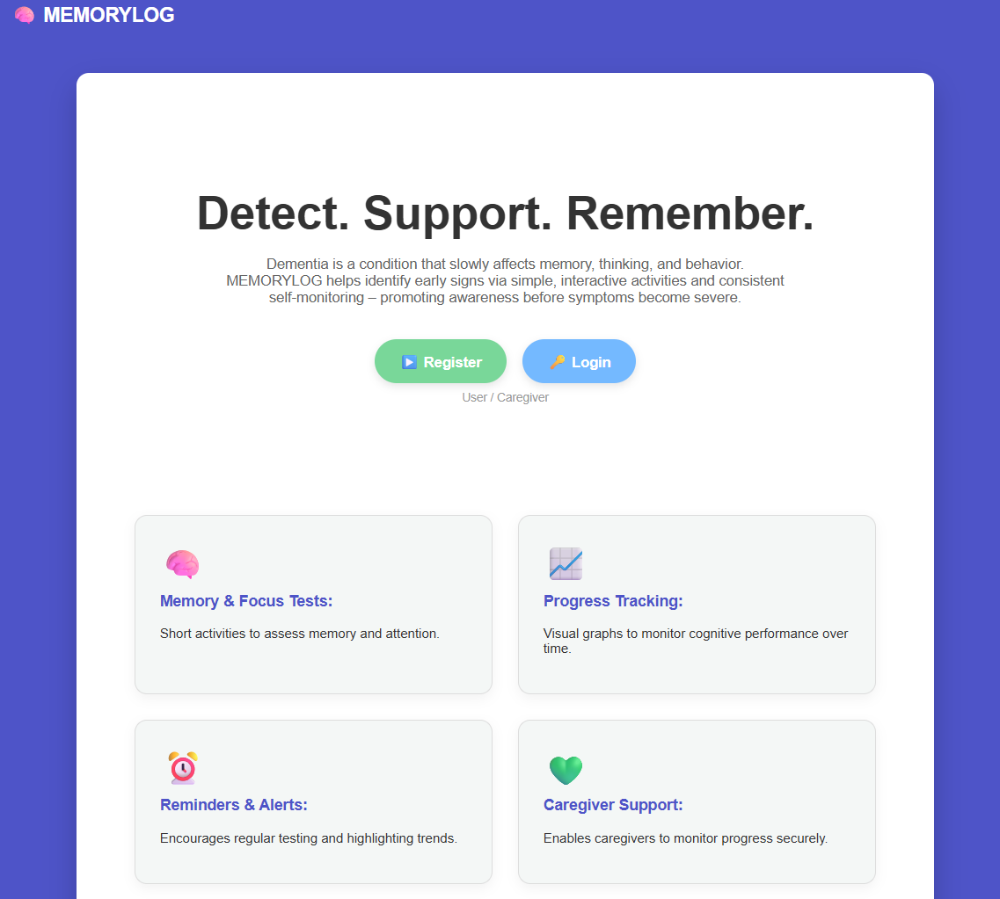 MEMORYLOG
Detect. Support. Remember.
Dementia is a condition that slowly affects memory, thinking, and behavior.
MEMORYLOG helps identify early signs via simple, interactive activities and consistent
self-monitoring – promoting awareness before symptoms become severe.
Register
Login
User / Caregiver
Memory & Focus Tests:
Short activities to assess memory and attention.
Progress Tracking:
Visual graphs to monitor cognitive performance over
time.
Reminders & Alerts:
Encourages regular testing and highlighting trends.
Caregiver Support:
Enables caregivers to monitor progress securely.